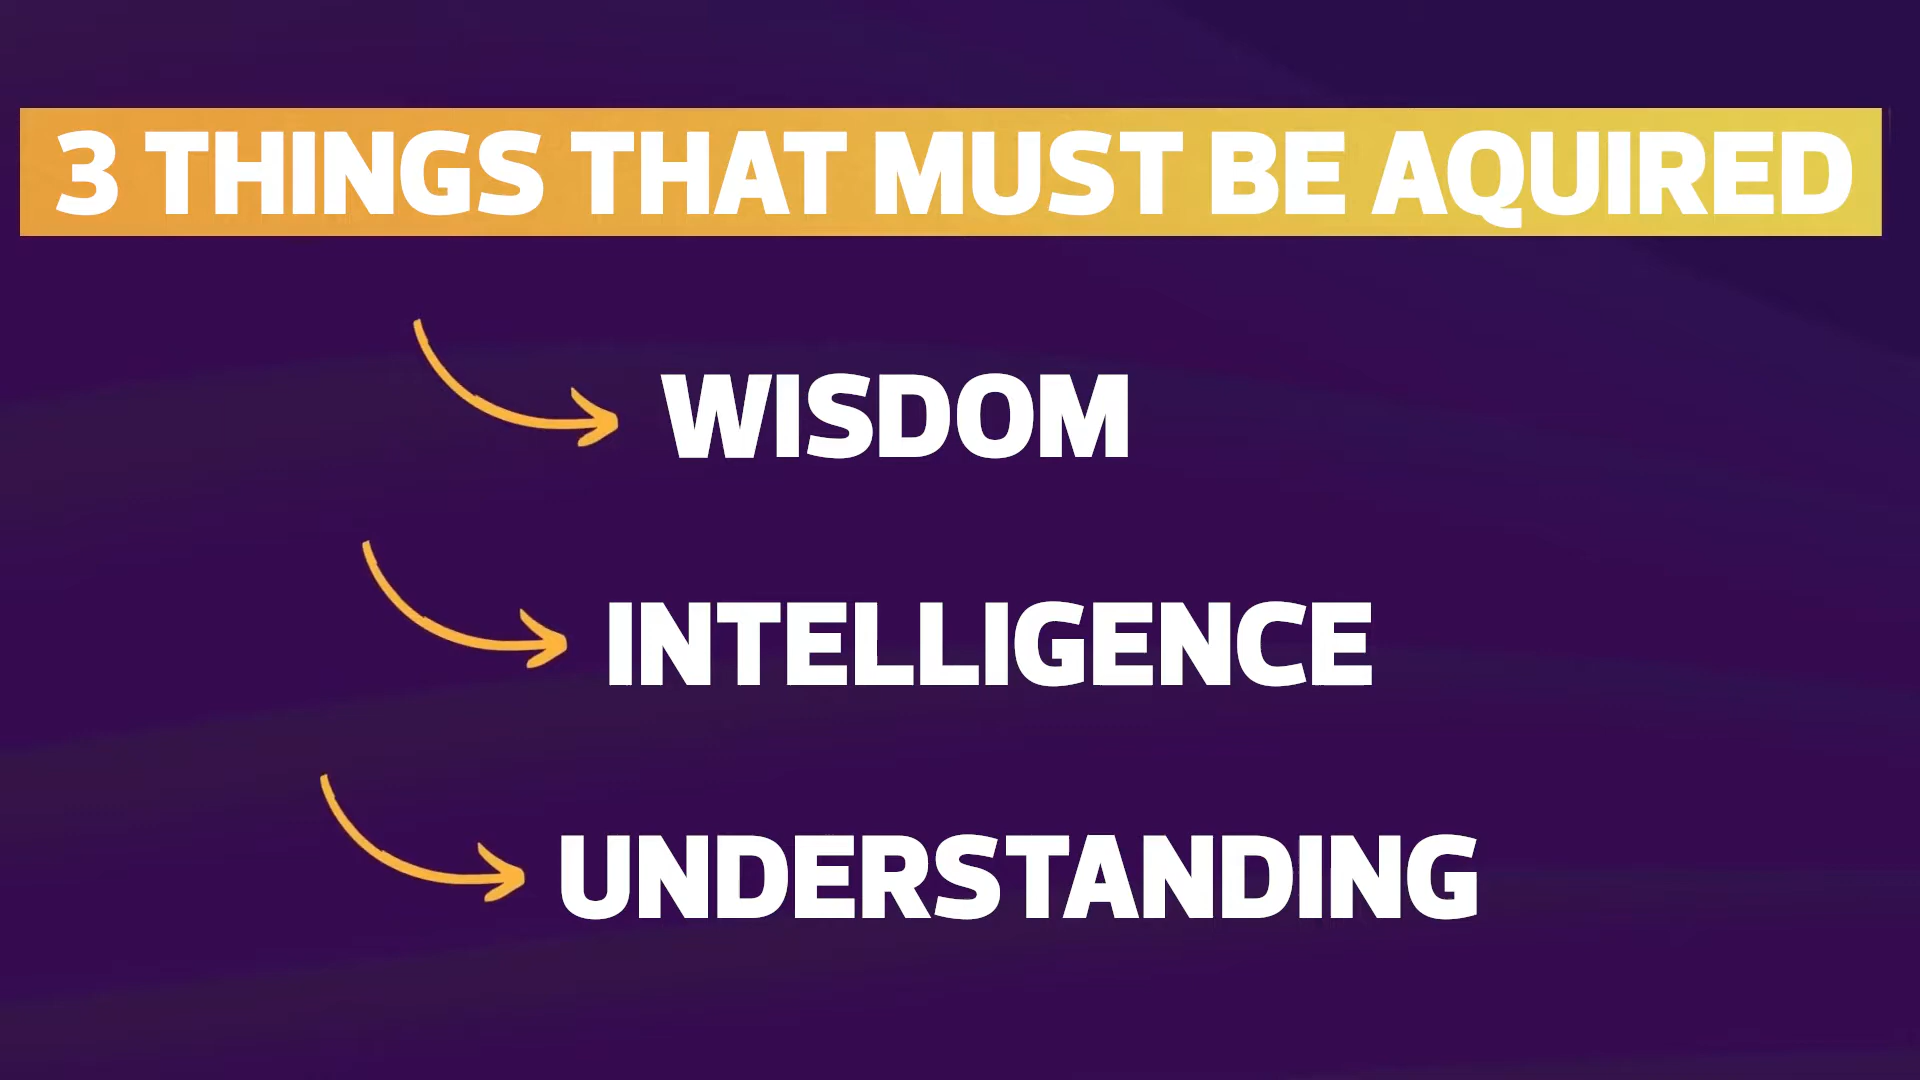 3 THINGS THAT MUST BE AQUIRED
WISDOM
INTELLIGENCE
UNDERSTANDING